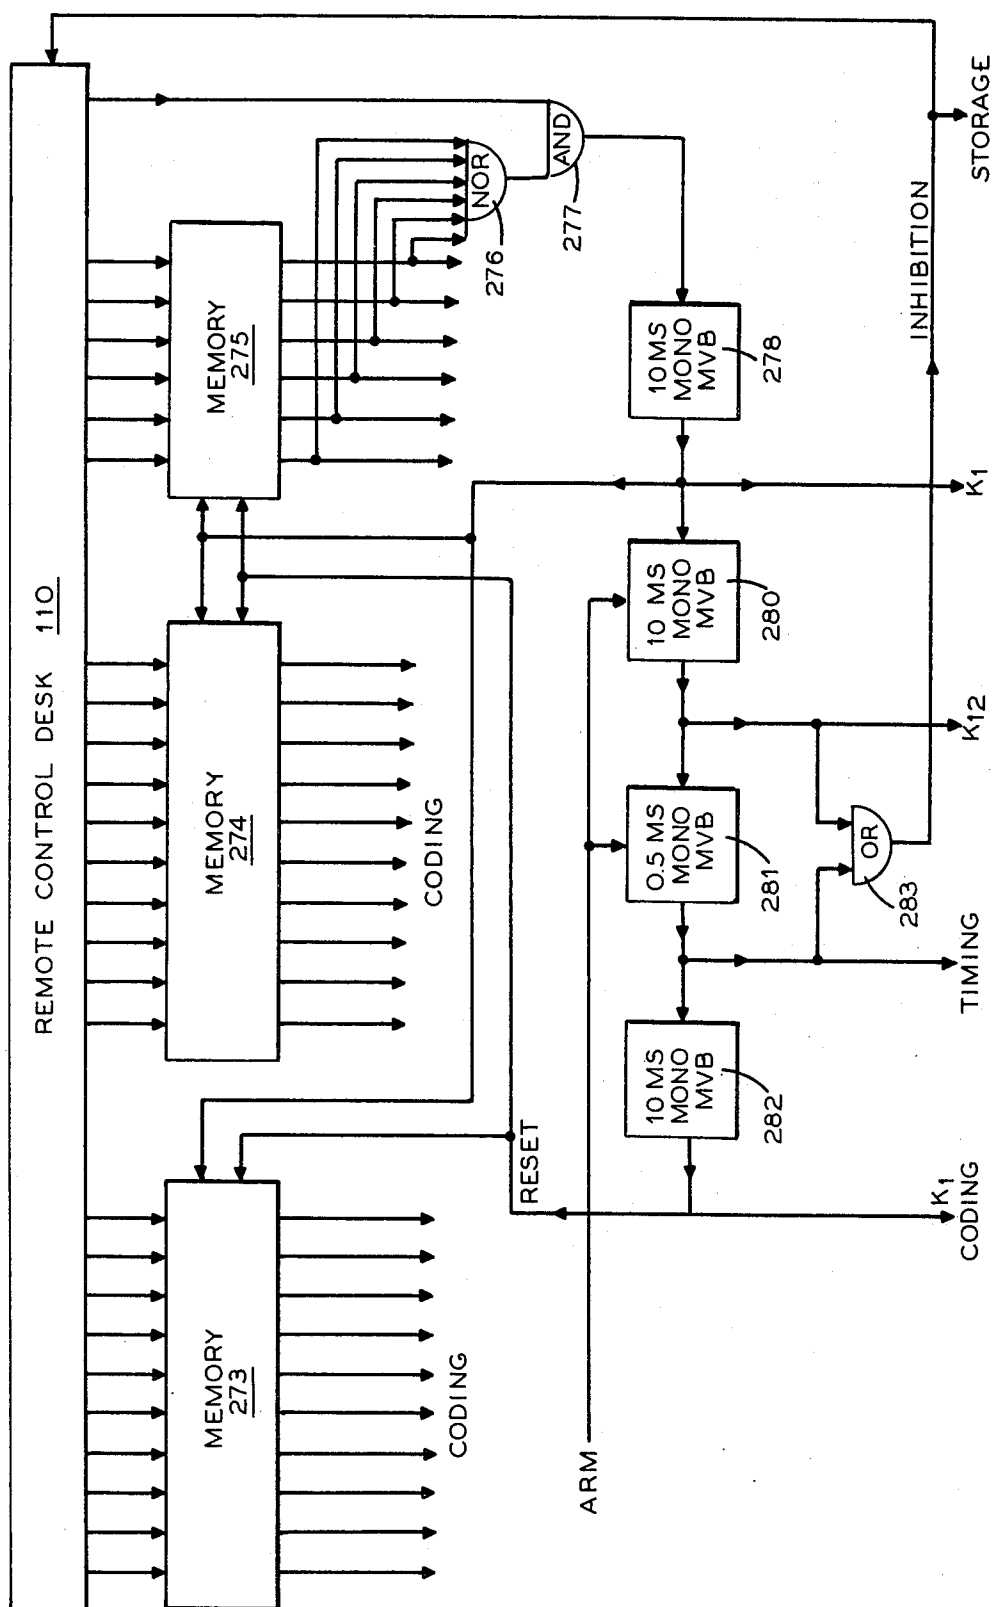 REMOTE CONTROL DESK 110
MEMORY
273
MEMORY
274
MEMORY
275
CODING
CODING
NOR
276
AND
277
RESET
ARM
10 MS
MONO
MVB
282
0.5 MS
MONO
MVB
281
10 MS
MONO
MVB
280
10 MS
MONO
MVB
278
OR
283
INHIBITION
K1
CODING
TIMING
K12
K1
STORAGE